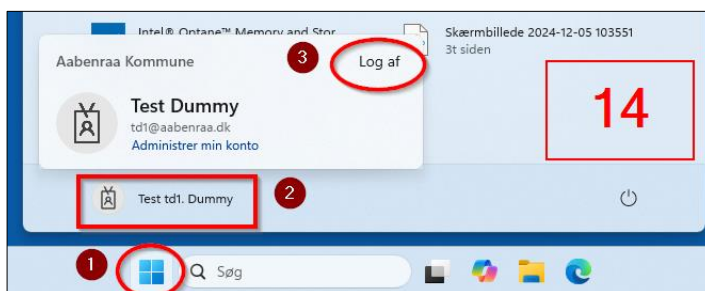 Intel® Optane™ Memory and Stor
Skærmbillede 2024-12-05 103551
3t siden
Aabenraa Kommune
3
Log af
14
Test Dummy
td1@aabenraa.dk
Administrer min konto
Test td1. Dummy
2
1
Søg